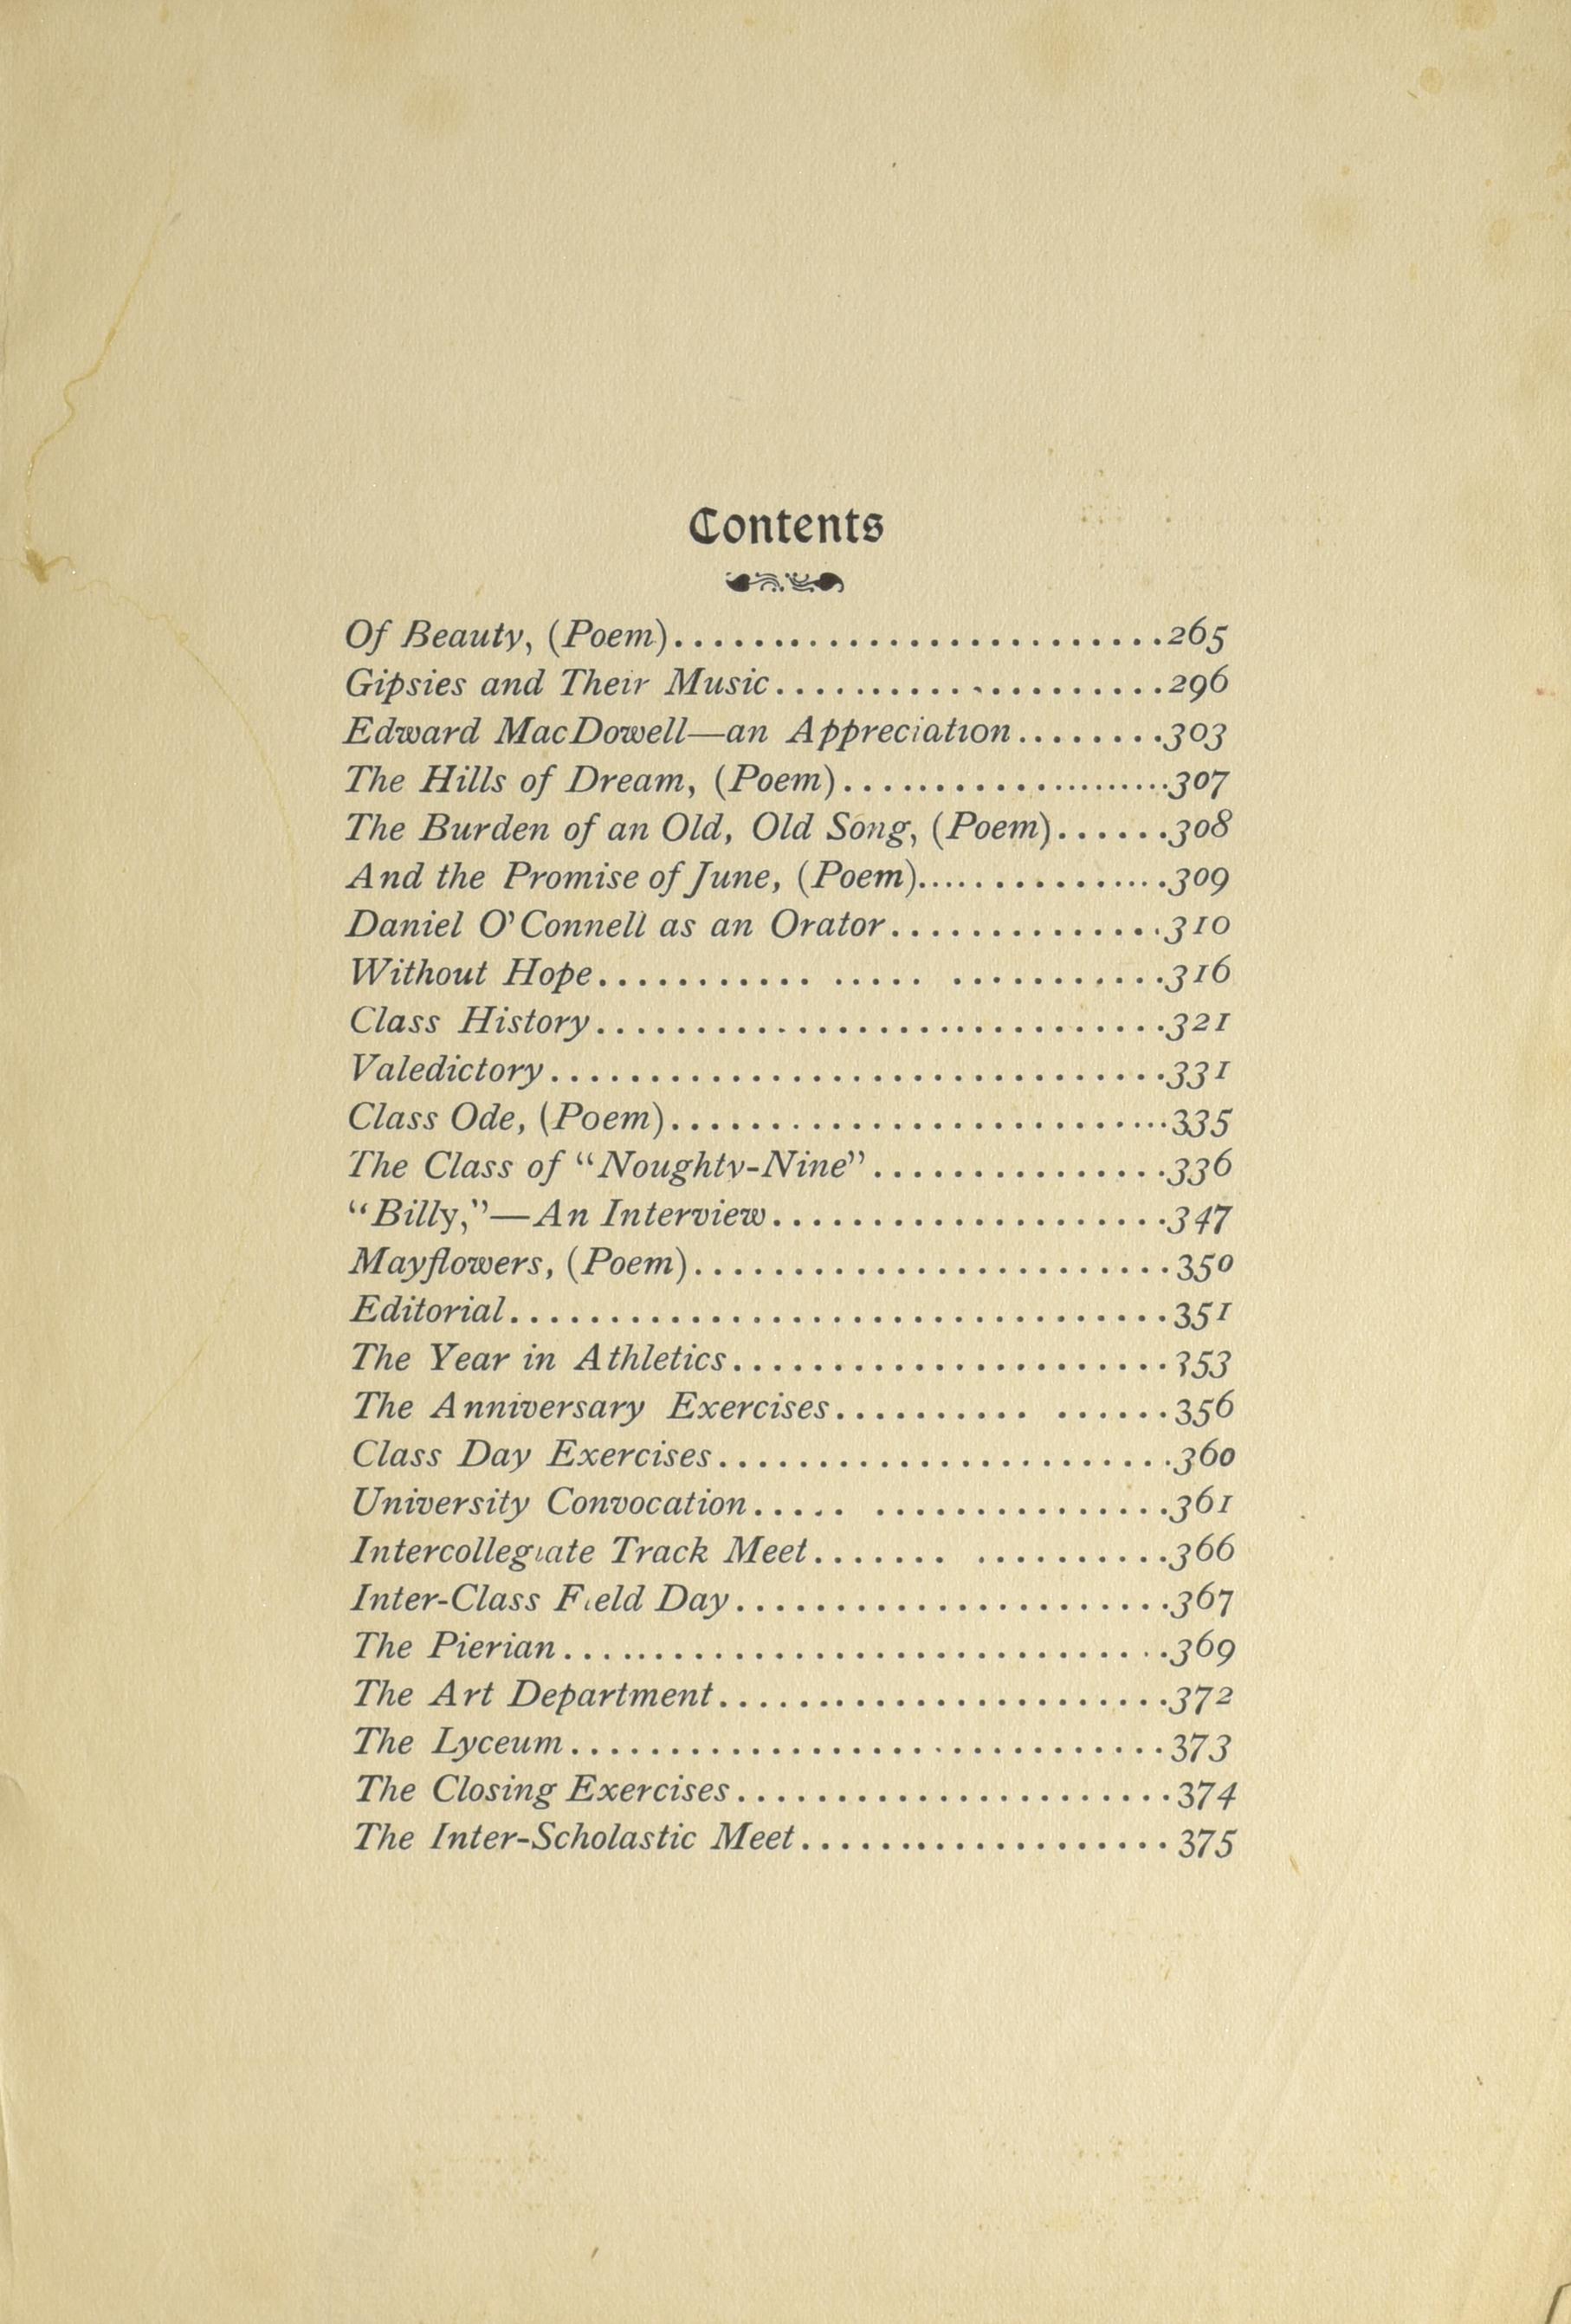 Contents
Of Beauty, (Poem)..........................265
Gipsies and Their Music....................296
Edward MacDowell—an Appreciation........303
The Hills of Dream, (Poem)....................307
The Burden of an Old, Old Song, (Poem)......308
And the Promise of June, (Poem)...............309
Daniel O'Connell as an Orator..............310
Without Hope........... ..... ...........316
Class History.............................321
Valedictory...............................331
Class Ode, (Poem)..........................335
The Class of “Noughty-Nine”...............336
“Billy,”—An Interview....................347
Mayflowers, (Poem)........................350
Editorial.................................351
The Year in Athletics......................353
The Anniversary Exercises.......... ......356
Class Day Exercises.......................360
University Convocation..... ...............361
Intercollegiate Track Meet....... ..........366
Inter-Class Field Day......................367
The Pierian...............................369
The Art Department.......................372
The Lyceum..............................373
The Closing Exercises......................374
The Inter-Scholastic Meet...................375